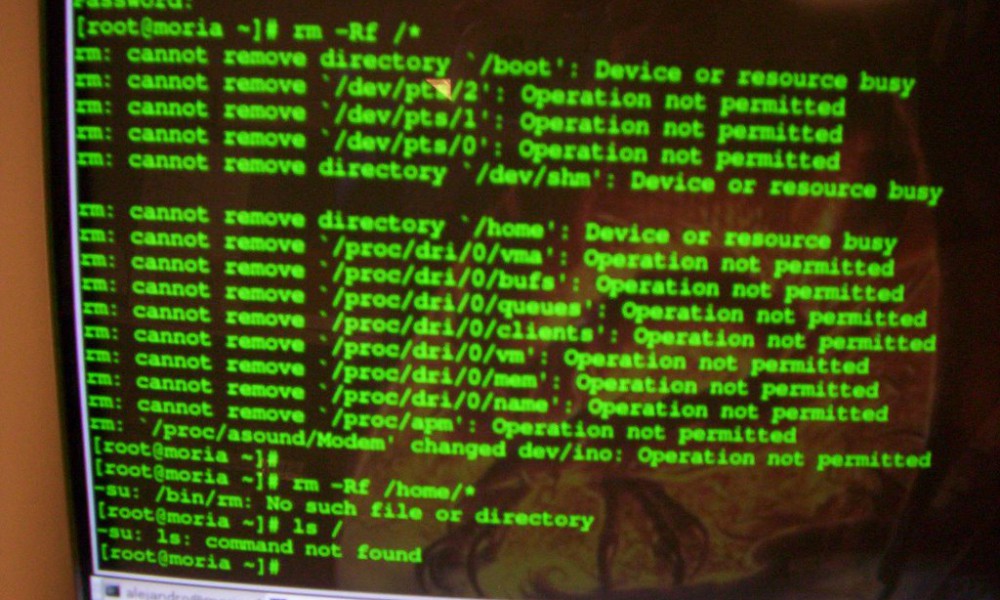 Password:
[root@moria ~]# rm -Rf /*
rm: cannot remove directory `/boot': Device or resource busy
rm: cannot remove `/dev/pts/2': Operation not permitted
rm: cannot remove `/dev/pts/1': Operation not permitted
rm: cannot remove `/dev/pts/0': Operation not permitted
rm: cannot remove directory `/dev/shm': Device or resource busy
rm: cannot remove directory `/home': Device or resource busy
rm: cannot remove `/proc/dri/0/vma': Operation not permitted
rm: cannot remove `/proc/dri/0/bufs': Operation not permitted
rm: cannot remove `/proc/dri/0/queues': Operation not permitted
rm: cannot remove `/proc/dri/0/clients': Operation not permitted
rm: cannot remove `/proc/dri/0/vm': Operation not permitted
rm: cannot remove `/proc/dri/0/mem': Operation not permitted
rm: cannot remove `/proc/dri/0/name': Operation not permitted
rm: cannot remove `/proc/apm': Operation not permitted
rm: `/proc/asound/Modem' changed dev/ino: Operation not permitted
[root@moria ~]#
[root@moria ~]# rm -Rf /home/*
-su: /bin/rm: No such file or directory
[root@moria ~]# ls /
-su: ls: command not found
[root@moria ~]#